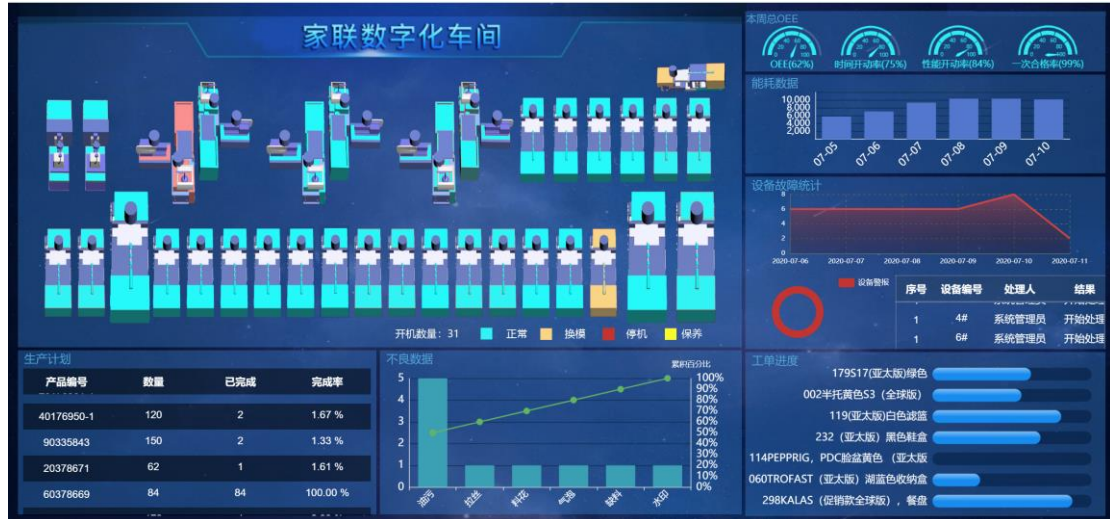 家联数字化车间
开机数量：31 正常 换模 停机 保养
本周总OEE
OEE(62%) 时间开动率(75%) 性能开动率(84%) 一次合格率(99%)
能耗数据
10,000
8,000
6,000
4,000
2,000
07-05 07-06 07-07 07-08 07-09 07-10
设备故障统计
8
6
4
2
0
2020-07-06 2020-07-07 2020-07-08 2020-07-09 2020-07-10 2020-07-11
设备警报
序号 设备编号 处理人 结果
1 4# 系统管理员 开始处理
1 6# 系统管理员 开始处理
生产计划
产品编号 数量 已完成 完成率
40176950-1 120 2 1.67 %
90335843 150 2 1.33 %
20378671 62 1 1.61 %
60378669 84 84 100.00 %
不良数据
累积百分比
5 100%
90%
4 80%
70%
3 60%
50%
2 40%
30%
1 20%
10%
0 0%
油污 拉丝 料花 气泡 缺料 水印
工单进度
179S17(亚太版)绿色
002半托黄色S3（全球版）
119(亚太版)白色滤篮
232（亚太版）黑色鞋盒
114PEPPRIG，PDC脸盆黄色 （亚太版
060TROFAST（亚太版）湖蓝色收纳盒
298KALAS（促销款全球版），餐盘